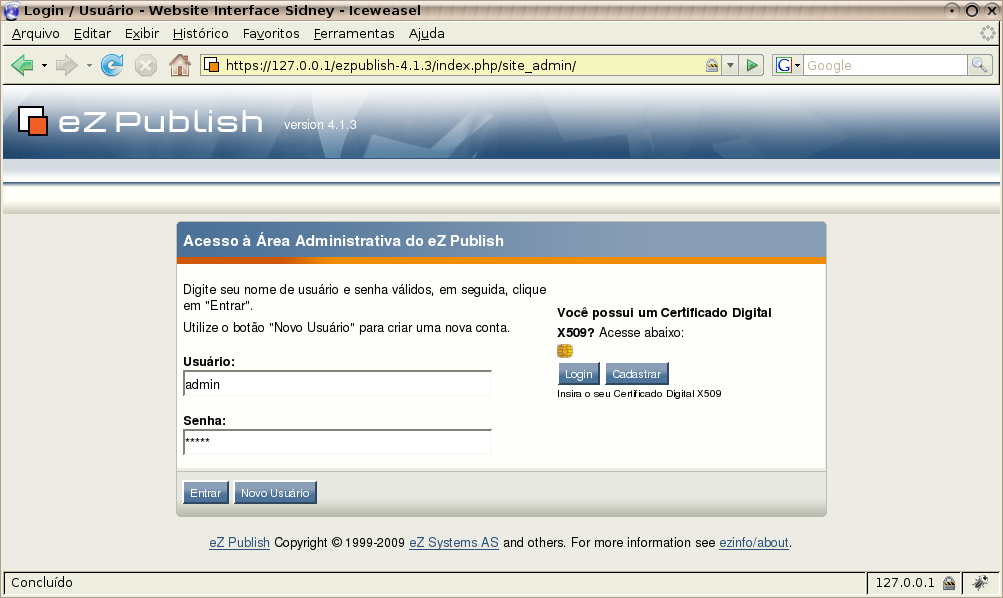 Login / Usuário - Website Interface Sidney - Iceweasel
Arquivo Editar Exibir Histórico Favoritos Ferramentas Ajuda
https://127.0.0.1/ezpublish-4.1.3/index.php/site_admin/
G Google
eZ Publish version 4.1.3
Acesso à Área Administrativa do eZ Publish
Digite seu nome de usuário e senha válidos, em seguida, clique
em "Entrar".
Utilize o botão "Novo Usuário" para criar uma nova conta.
Usuário:
admin
Senha:
*****
Você possui um Certificado Digital
X509? Acesse abaixo:
Login Cadastrar
Insira o seu Certificado Digital X509
Entrar Novo Usuário
eZ Publish Copyright © 1999-2009 eZ Systems AS and others. For more information see ezinfo/about.
Concluído 127.0.0.1